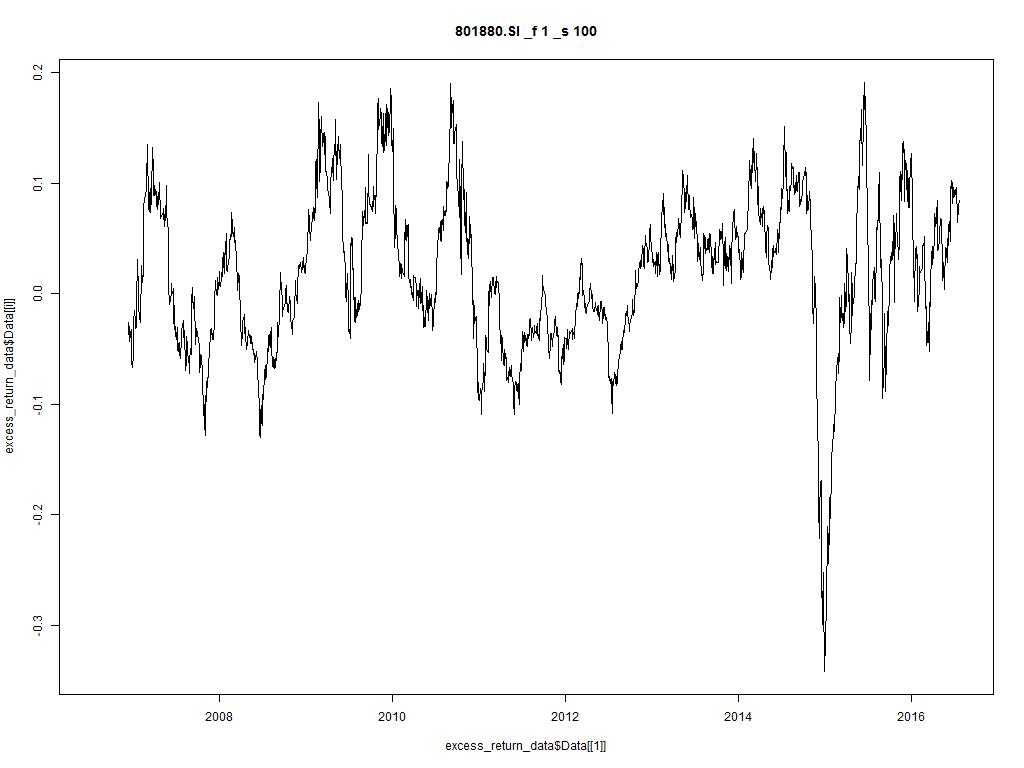 801880.SI _f 1 _s 100
0.2
0.1
0.0
-0.1
-0.2
-0.3
excess_return_data$Data[[i]]
2008 2010 2012 2014 2016
excess_return_data$Data[[1]]